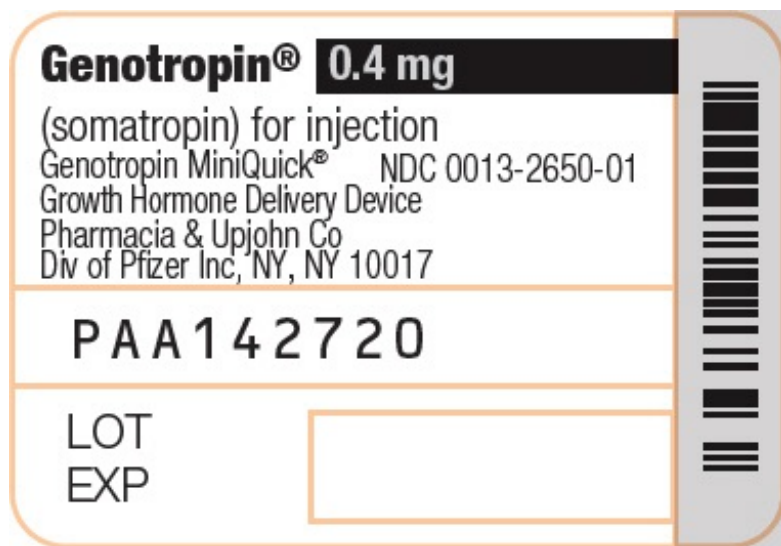 Genotropin® 0.4 mg
(somatropin) for injection
Genotropin MiniQuick® NDC 0013-2650-01
Growth Hormone Delivery Device
Pharmacia & Upjohn Co
Div of Pfizer Inc, NY, NY 10017
PAA142720
LOT
EXP